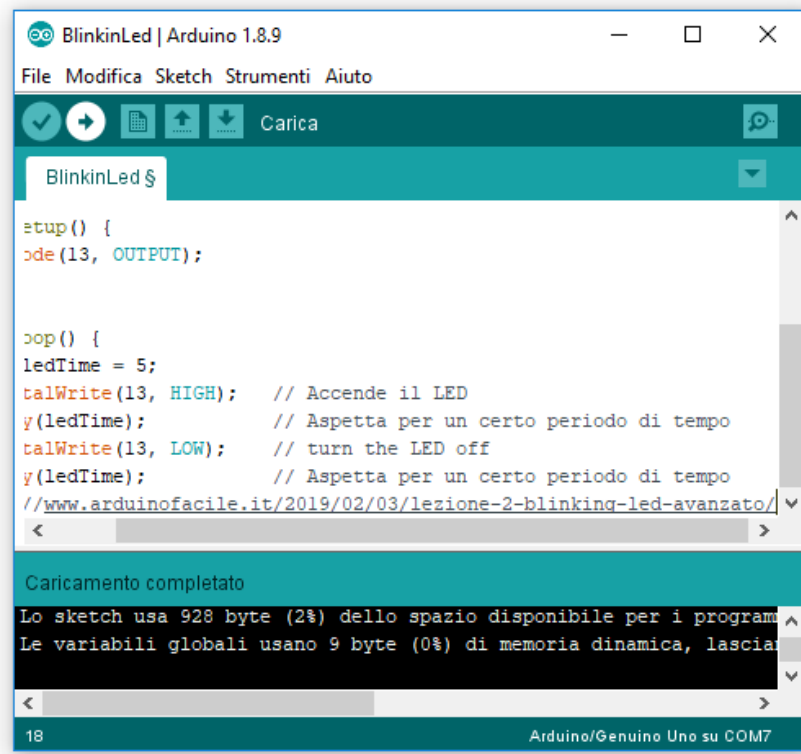 BlinkinLed | Arduino 1.8.9
File Modifica Sketch Strumenti Aiuto
Carica
BlinkinLed §
etup() {
ode(13, OUTPUT);
oop() {
ledTime = 5;
talWrite(13, HIGH);   // Accende il LED
y(ledTime);           // Aspetta per un certo periodo di tempo
talWrite(13, LOW);    // turn the LED off
y(ledTime);           // Aspetta per un certo periodo di tempo
//www.arduinofacile.it/2019/02/03/lezione-2-blinking-led-avanzato/
Caricamento completato
Lo sketch usa 928 byte (2%) dello spazio disponibile per i program
Le variabili globali usano 9 byte (0%) di memoria dinamica, lascia
18 Arduino/Genuino Uno su COM7